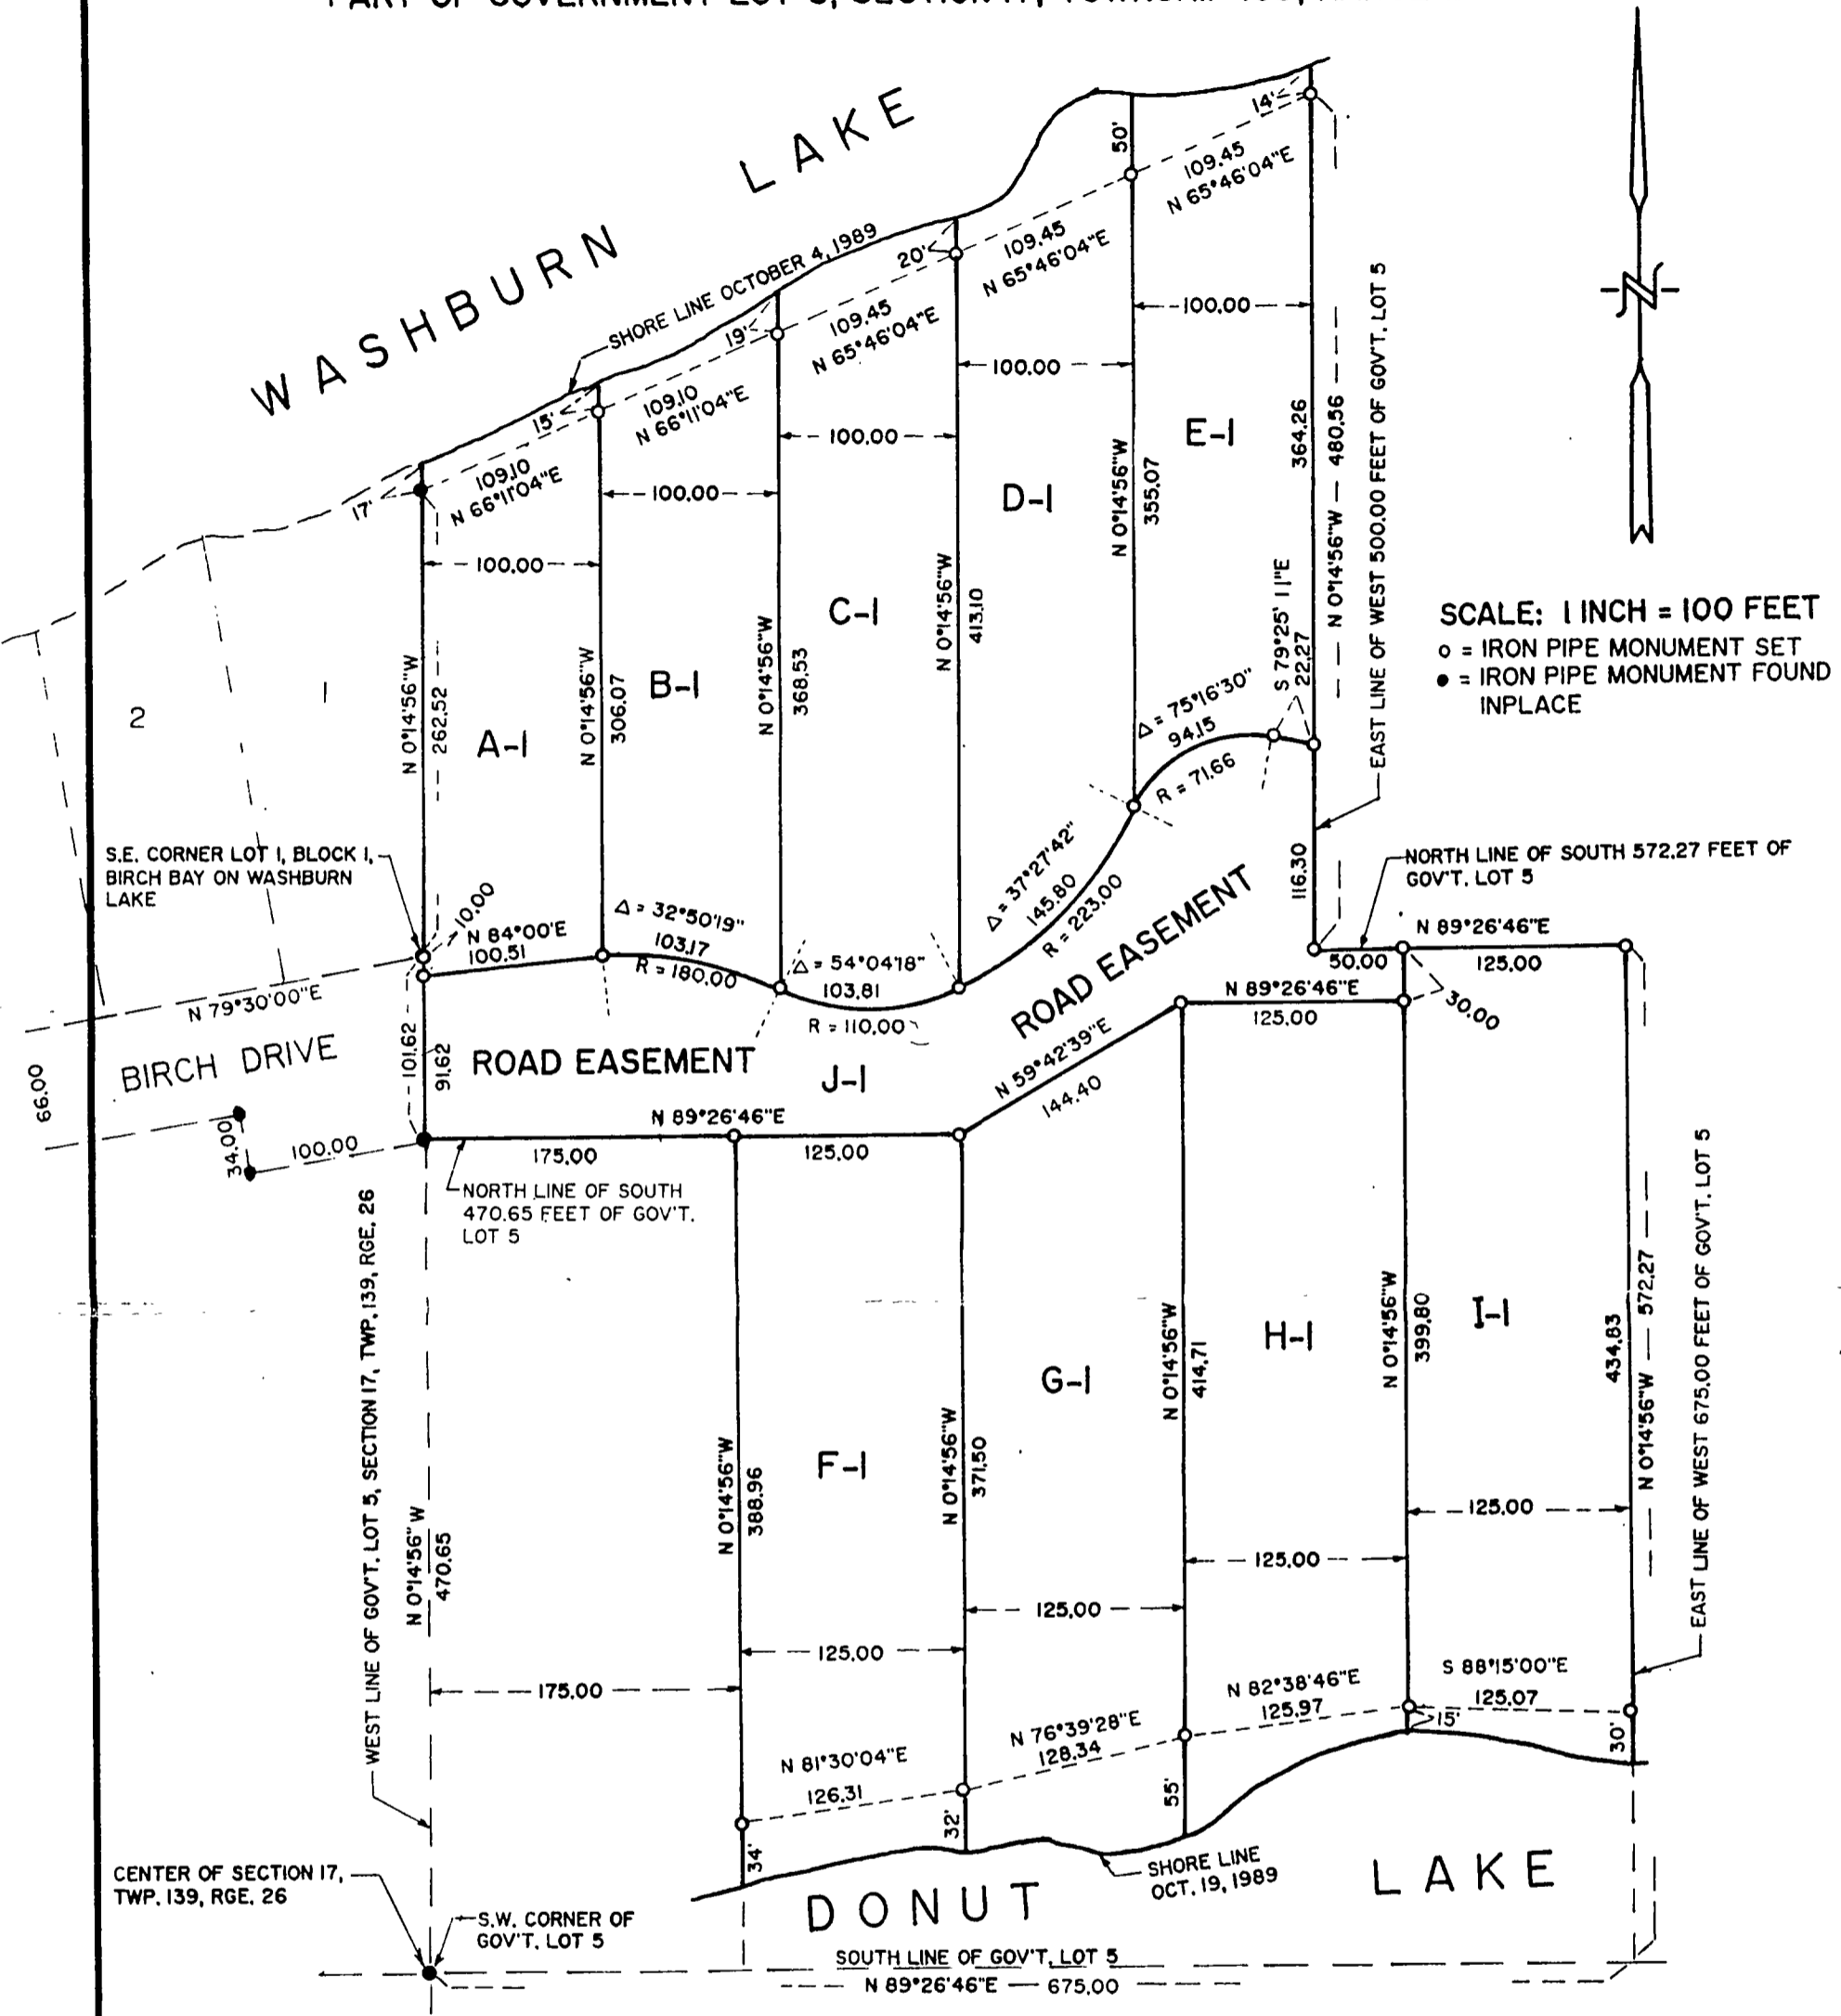 PART OF GOVERNMENT LOT 5, SECTION 17, TOWNSHIP
WASHBURN LAKE
SHORE LINE OCTOBER 4, 1989
17'
15'
19'
20'
50'
14'
109.10
N 66°11'04"E
109.10
N 66°11'04"E
109.45
N 65°46'04"E
109.45
N 65°46'04"E
109.45
N 65°46'04"E
100.00
100.00
100.00
100.00
100.00
2
1
A-1
B-1
C-1
D-1
E-1
N 0°14'56"W
262.52
N 0°14'56"W
306.07
N 0°14'56"W
368.53
N 0°14'56"W
413.10
N 0°14'56"W
355.07
364.26
N 0°14'56"W
480.56
EAST LINE OF WEST 500.00 FEET OF GOV'T. LOT 5
S 79°25'11"E
22.27
N
SCALE: 1 INCH = 100 FEET
o = IRON PIPE MONUMENT SET
● = IRON PIPE MONUMENT FOUND
INPLACE
S.E. CORNER LOT 1, BLOCK 1,
BIRCH BAY ON WASHBURN
LAKE
10.00
N 84°00'E
100.51
Δ = 32°50'19"
103.17
R = 180.00
Δ = 54°04'18"
103.81
R = 110.00
Δ = 37°27'42"
145.80
R = 223.00
Δ = 75°16'30"
94.15
R = 71.66
116.30
NORTH LINE OF SOUTH 572.27 FEET OF
GOV'T. LOT 5
N 89°26'46"E
50.00
125.00
N 89°26'46"E
125.00
30.00
N 79°30'00"E
BIRCH DRIVE
66.00
34.00
100.00
101.62
91.62
ROAD EASEMENT
ROAD EASEMENT
J-1
N 59°42'39"E
144.40
N 89°26'46"E
175.00
125.00
NORTH LINE OF SOUTH
470.65 FEET OF GOV'T.
LOT 5
WEST LINE OF GOV'T. LOT 5, SECTION 17, TWP. 139, RGE. 26
N 0°14'56"W
470.65
N 0°14'56"W
388.96
F-1
N 0°14'56"W
371.50
G-1
N 0°14'56"W
414.71
H-1
N 0°14'56"W
399.80
I-1
434.83
N 0°14'56"W
572.27
EAST LINE OF WEST 675.00 FEET OF GOV'T. LOT 5
125.00
125.00
125.00
125.00
175.00
N 81°30'04"E
126.31
N 76°39'28"E
128.34
N 82°38'46"E
125.97
S 88°15'00"E
125.07
34'
32'
55'
15'
30'
SHORE LINE
OCT. 19, 1989
DONUT LAKE
CENTER OF SECTION 17,
TWP. 139, RGE. 26
S.W. CORNER OF
GOV'T. LOT 5
SOUTH LINE OF GOV'T. LOT 5
N 89°26'46"E
675.00